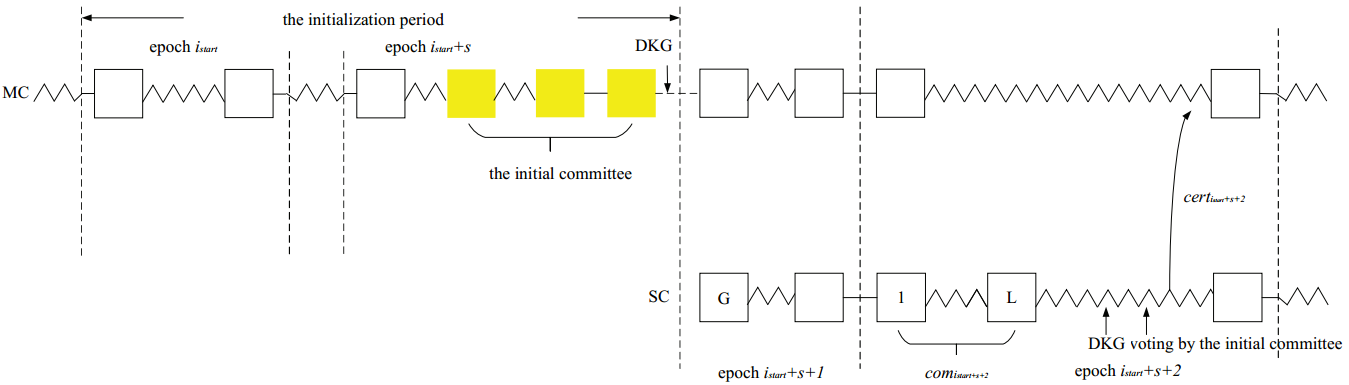 the initialization period
epoch istart
epoch istart+s
DKG
MC
the initial committee
certistart+s+2
SC
G
1
L
DKG voting by the initial committee
epoch istart+s+1
comistart+s+2
epoch istart+s+2